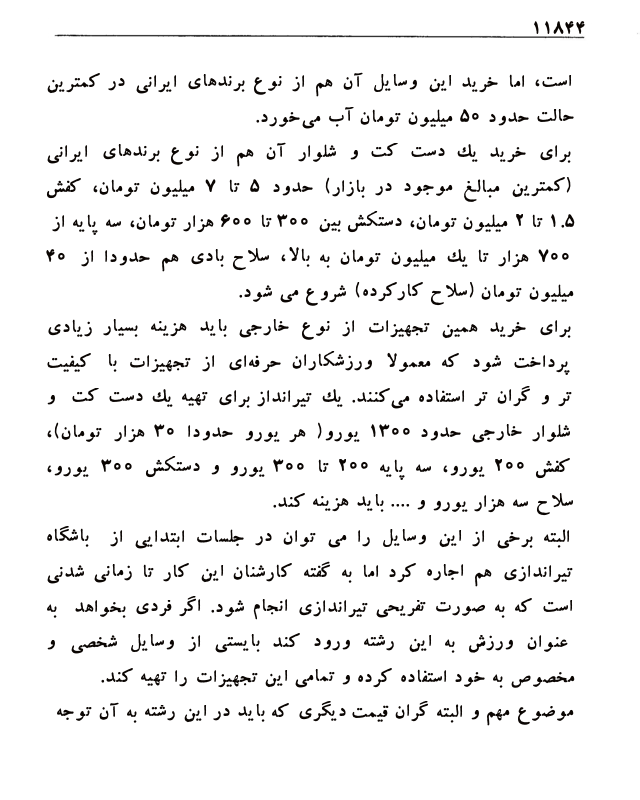 ۱۱۸۴۴
است، اما خرید این وسایل آن هم از نوع برندهای ایرانی در کمترین
حالت حدود ۵۰ میلیون تومان آب می‌خورد.
برای خرید یك دست کت و شلوار آن هم از نوع برندهای ایرانی
(کمترین مبالغ موجود در بازار) حدود ۵ تا ۷ میلیون تومان، کفش
۱.۵ تا ۲ میلیون تومان، دستکش بین ۳۰۰ تا ۶۰۰ هزار تومان، سه پایه از
۷۰۰ هزار تا یك میلیون تومان به بالا، سلاح بادی هم حدودا از ۴۰
میلیون تومان (سلاح کارکرده) شروع می شود.
برای خرید همین تجهیزات از نوع خارجی باید هزینه بسیار زیادی
پرداخت شود که معمولا ورزشکاران حرفه‌ای از تجهیزات با کیفیت
تر و گران تر استفاده می‌کنند. یك تیرانداز برای تهیه یك دست کت و
شلوار خارجی حدود ۱۳۰۰ یورو( هر یورو حدودا ۳۰ هزار تومان)،
کفش ۲۰۰ یورو، سه پایه ۲۰۰ تا ۳۰۰ یورو و دستکش ۳۰۰ یورو،
سلاح سه هزار یورو و .... باید هزینه کند.
البته برخی از این وسایل را می توان در جلسات ابتدایی از باشگاه
تیراندازی هم اجاره کرد اما به گفته کارشنان این کار تا زمانی شدنی
است که به صورت تفریحی تیراندازی انجام شود. اگر فردی بخواهد به
عنوان ورزش به این رشته ورود کند بایستی از وسایل شخصی و
مخصوص به خود استفاده کرده و تمامی این تجهیزات را تهیه کند.
موضوع مهم و البته گران قیمت دیگری که باید در این رشته به آن توجه